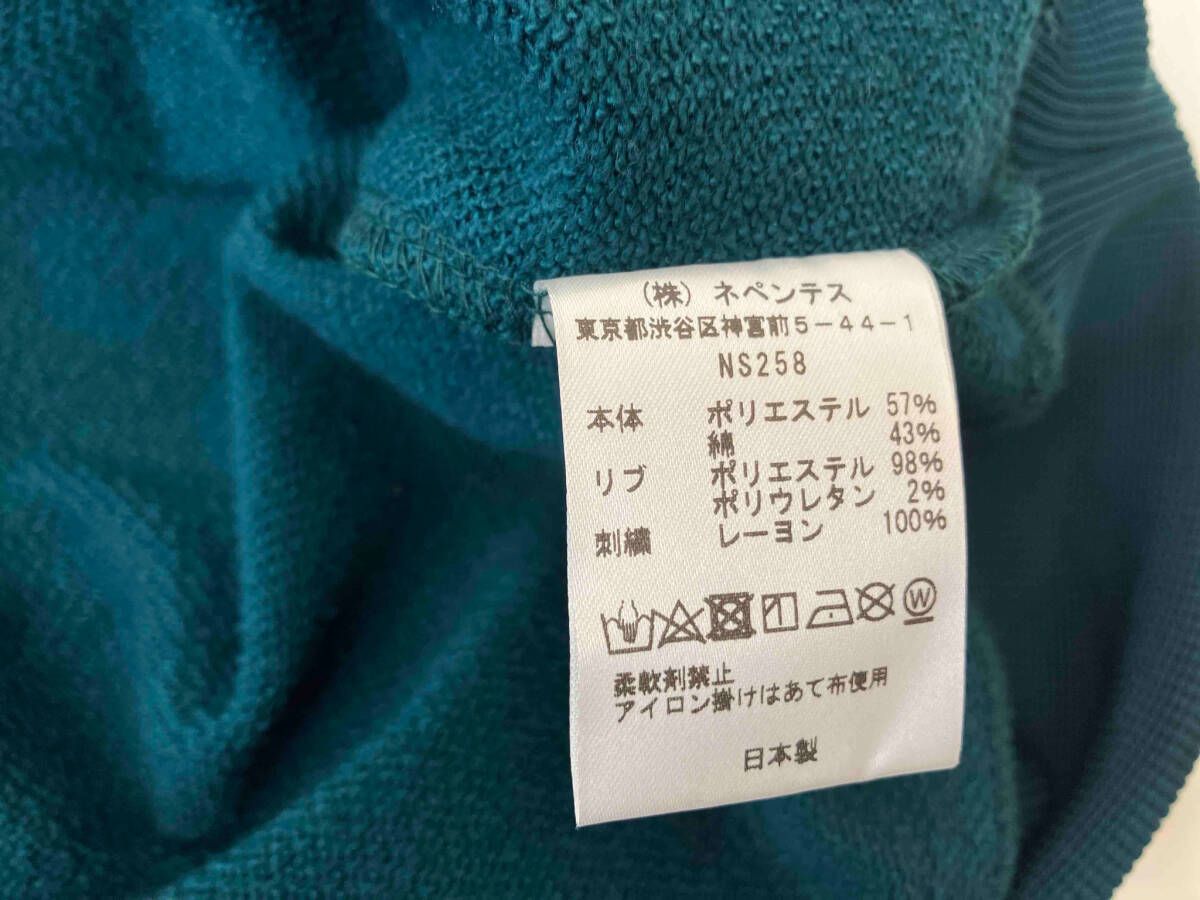 (株) ネペンテス
東京都渋谷区神宮前5-44-1
NS258
本体 ポリエステル 57%
綿 43%
リブ ポリエステル 98%
ポリウレタン 2%
刺繍 レーヨン 100%
W
柔軟剤禁止
アイロン掛けはあて布使用
日本製